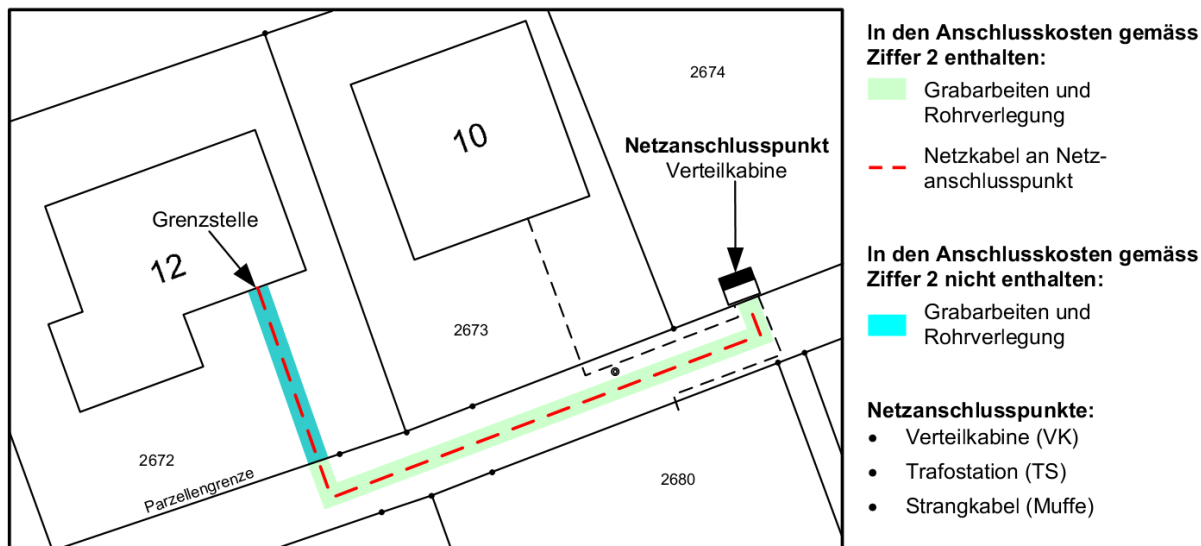 2674
10
Netzanschlusspunkt
Verteilkabine
Grenzstelle
12
2673
2672
Parzellengrenze
2680
In den Anschlusskosten gemäss
Ziffer 2 enthalten:
Grabarbeiten und
Rohrverlegung
Netzkabel an Netz-
anschlusspunkt
In den Anschlusskosten gemäss
Ziffer 2 nicht enthalten:
Grabarbeiten und
Rohrverlegung
Netzanschlusspunkte:
• Verteilkabine (VK)
• Trafostation (TS)
• Strangkabel (Muffe)